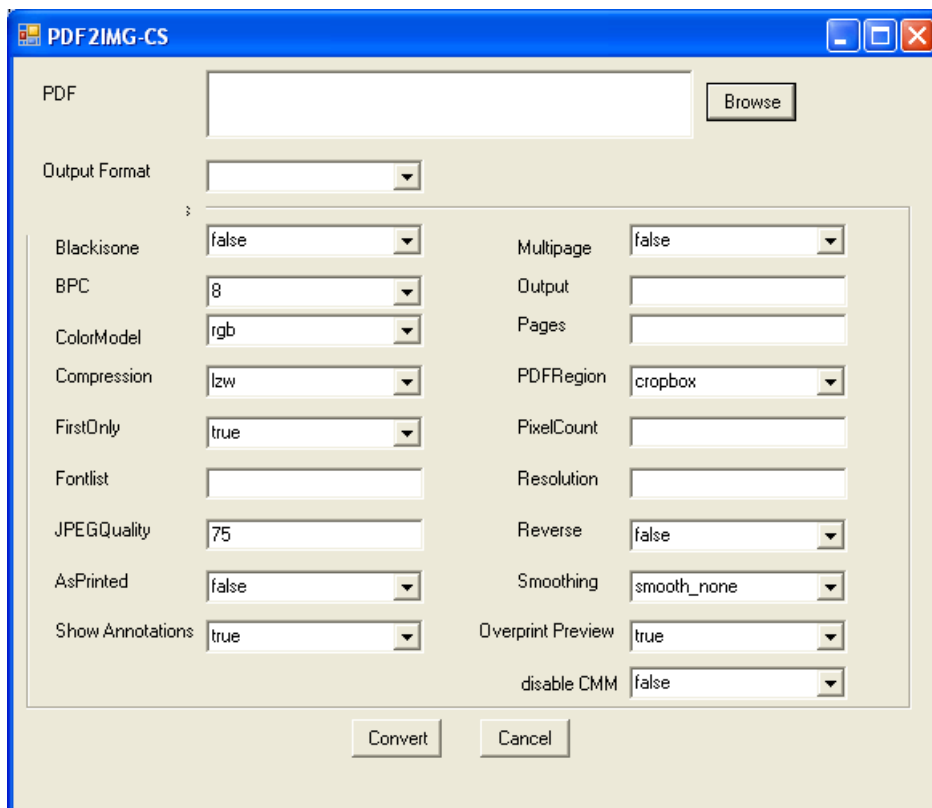 PDF2IMG-CS
PDF
Browse
Output Format
s
Blackisone false
Multipage false
BPC 8
Output
ColorModel rgb
Pages
Compression lzw
PDFRegion cropbox
FirstOnly true
PixelCount
Fontlist
Resolution
JPEGQuality 75
Reverse false
AsPrinted false
Smoothing smooth_none
Show Annotations true
Overprint Preview true
disable CMM false
Convert
Cancel